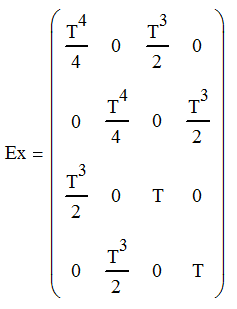 Ex = ( T^4/4 0 T^3/2 0
0 T^4/4 0 T^3/2
T^3/2 0 T 0
0 T^3/2 0 T )